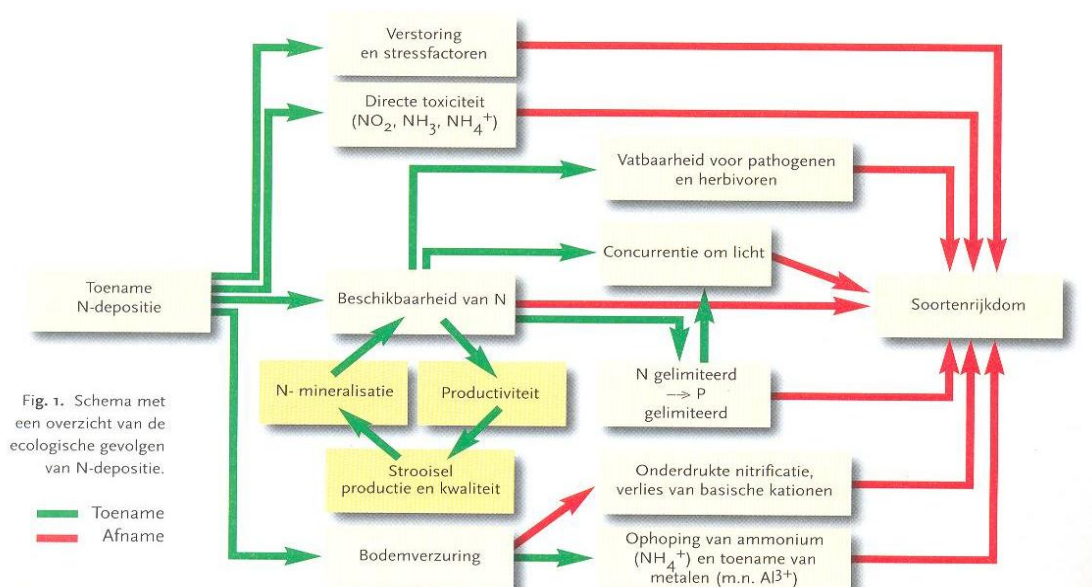 Verstoring
en stressfactoren
Directe toxiciteit
(NO₂, NH₃, NH₄⁺)
Vatbaarheid voor pathogenen
en herbivoren
Concurrentie om licht
Toename
N-depositie
Beschikbaarheid van N
Soortenrijkdom
N- mineralisatie
Productiviteit
N gelimiteerd
→ P
gelimiteerd
Strooisel
productie en kwaliteit
Onderdrukte nitrificatie,
verlies van basische kationen
Bodemverzuring
Ophoping van ammonium
(NH₄⁺) en toename van
metalen (m.n. Al³⁺)
Fig. 1. Schema met
een overzicht van de
ecologische gevolgen
van N-depositie.
Toename
Afname